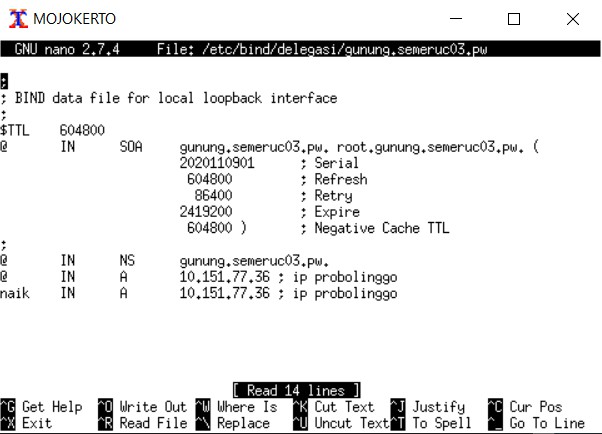 MOJOKERTO
GNU nano 2.7.4 File: /etc/bind/delegasi/gunung.semeruc03.pw
;
; BIND data file for local loopback interface
;
$TTL 604800
@ IN SOA gunung.semeruc03.pw. root.gunung.semeruc03.pw. (
2020110901 ; Serial
604800 ; Refresh
86400 ; Retry
2419200 ; Expire
604800 ) ; Negative Cache TTL
;
@ IN NS gunung.semeruc03.pw.
@ IN A 10.151.77.36 ; ip probolinggo
naik IN A 10.151.77.36 ; ip probolinggo
[ Read 14 lines ]
^G Get Help ^O Write Out ^W Where Is ^K Cut Text ^J Justify ^C Cur Pos
^X Exit ^R Read File ^\ Replace ^U Uncut Text ^T To Spell ^_ Go To Line